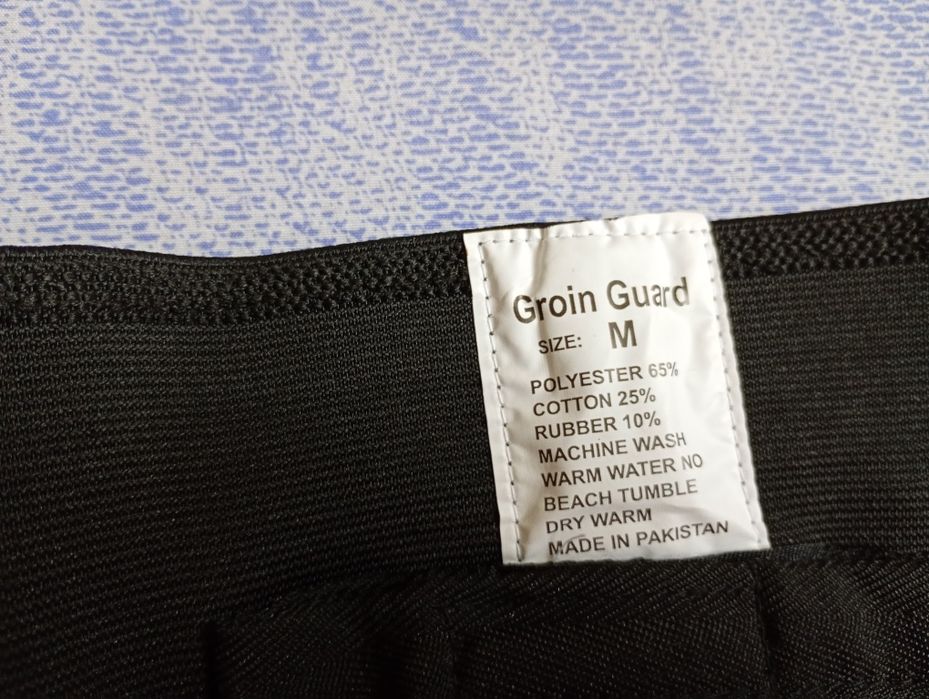 Groin Guard
SIZE: M
POLYESTER 65%
COTTON 25%
RUBBER 10%
MACHINE WASH
WARM WATER NO
BEACH TUMBLE
DRY WARM
MADE IN PAKISTAN